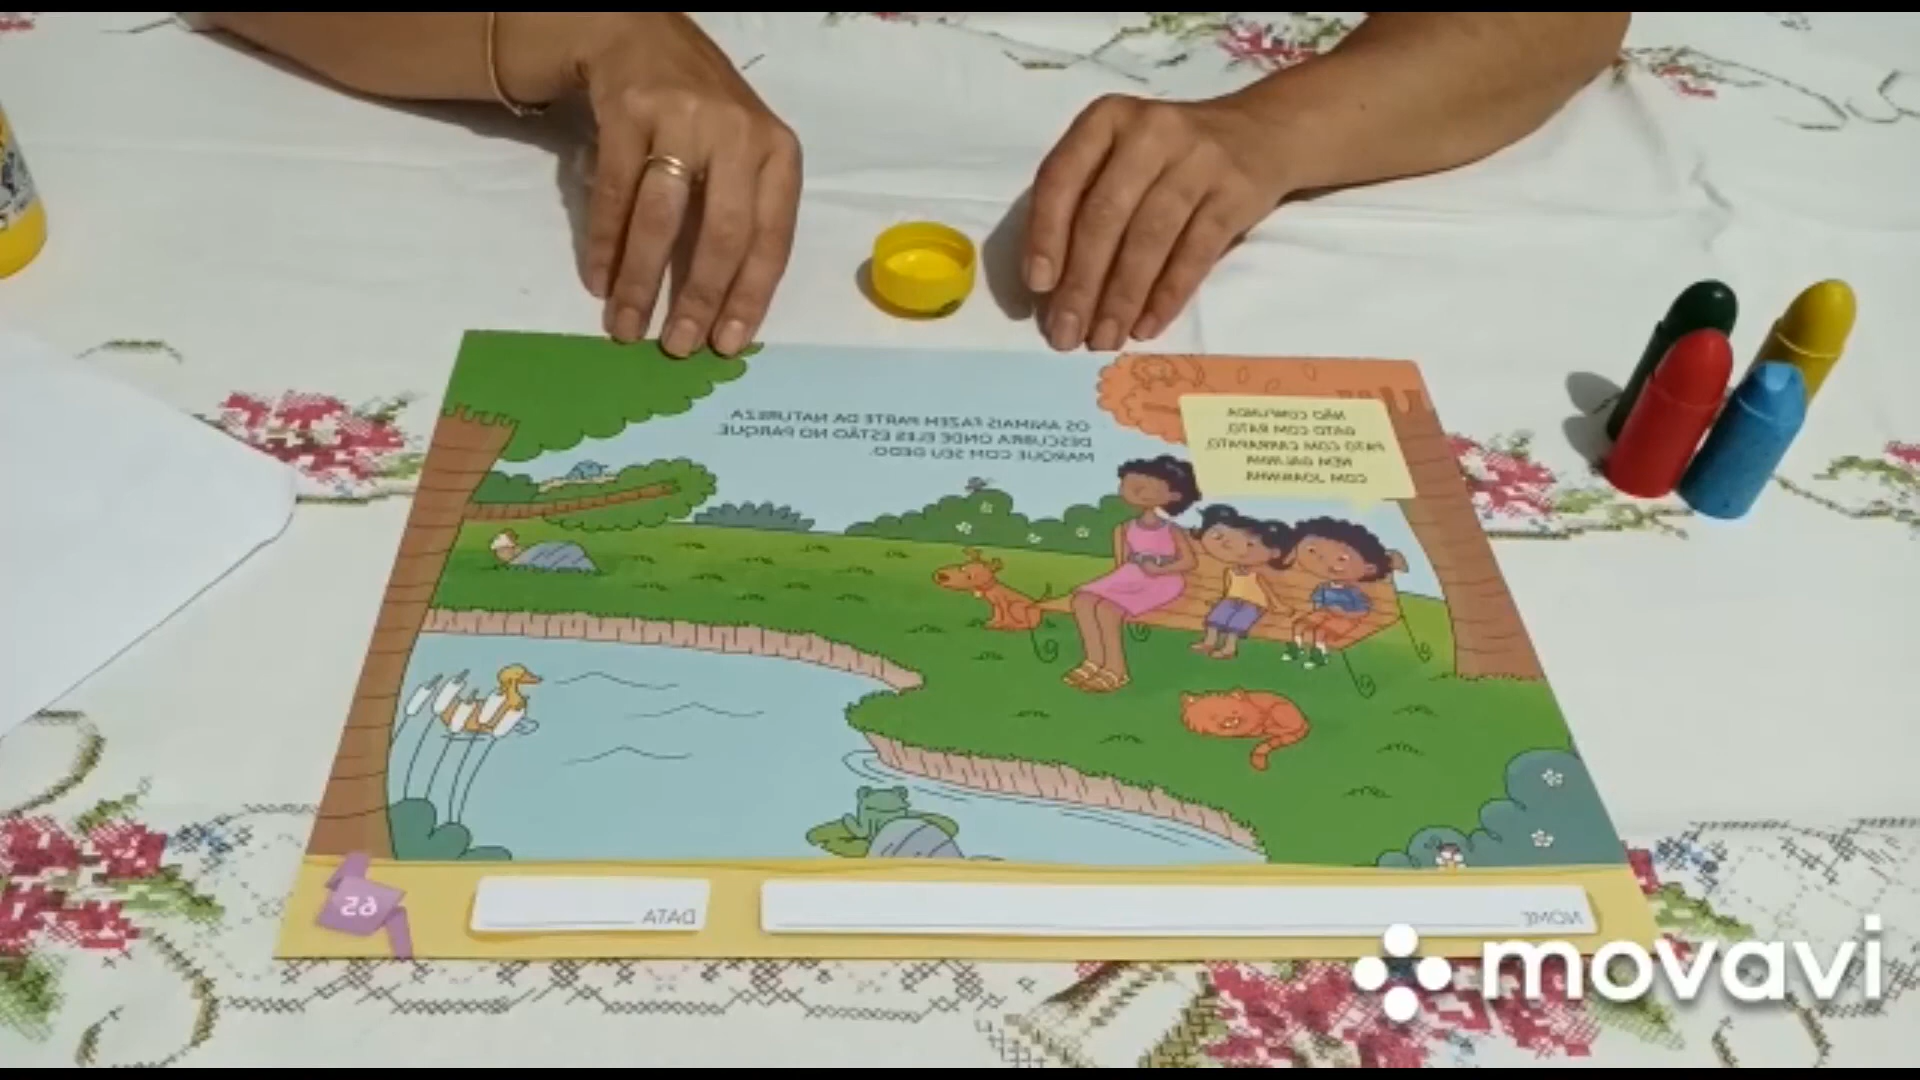 OS ANIMAIS FAZEM PARTE DA NATUREZA.
DESCUBRA ONDE ELES ESTÃO NO PARQUE.
MARQUE COM SEU DEDO.
NÃO CONFUNDA
GATO COM RATO,
PATO COM CARRAPATO,
NEM GALINHA
COM JOANINHA
65
DATA
NOME
movavi